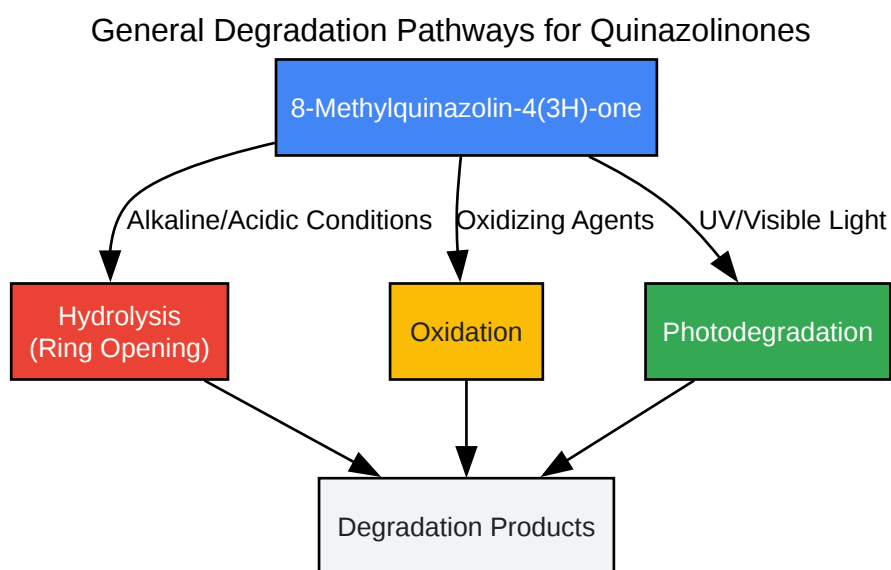 General Degradation Pathways for Quinazolinones
8-Methylquinazolin-4(3H)-one
Alkaline/Acidic Conditions
Oxidizing Agents
UV/Visible Light
Hydrolysis
(Ring Opening)
Oxidation
Photodegradation
Degradation Products